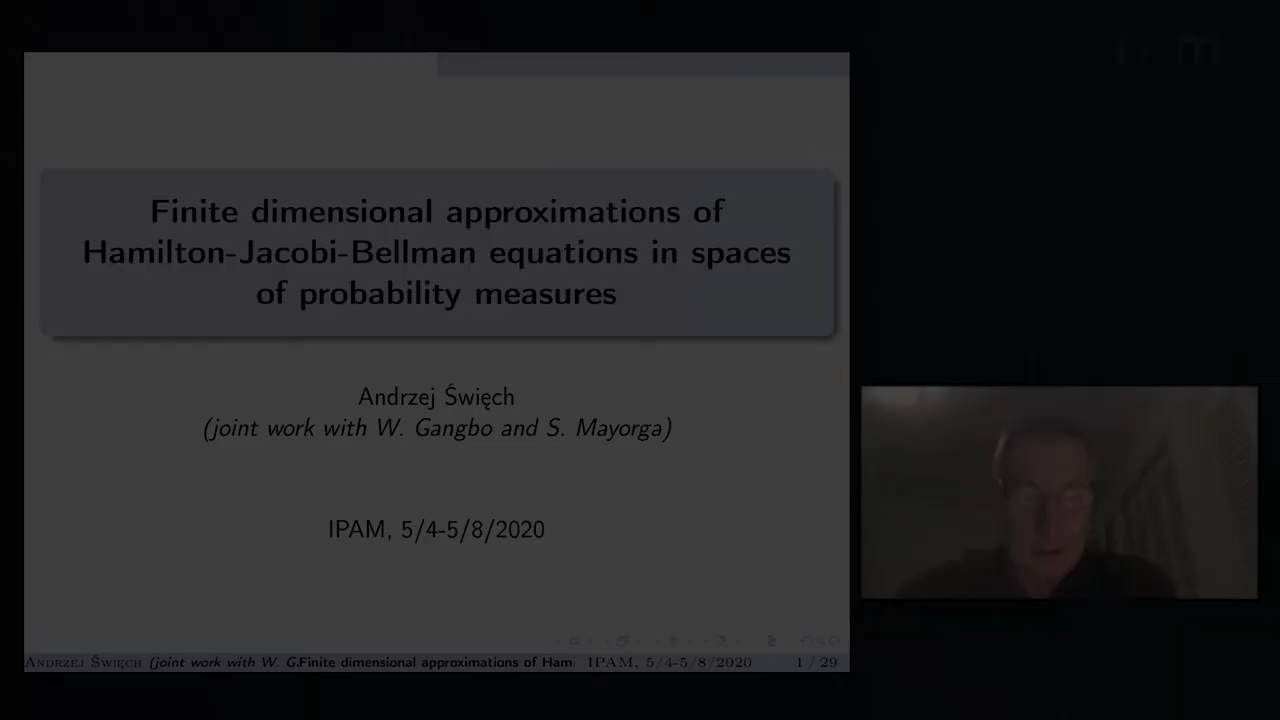 Finite dimensional approximations of
Hamilton-Jacobi-Bellman equations in spaces
of probability measures
Andrzej Święch
(joint work with W. Gangbo and S. Mayorga)
IPAM, 5/4-5/8/2020
Andrzej Święch (joint work with W. G.Finite dimensional approximations of Ham IPAM, 5/4-5/8/2020 1 / 29